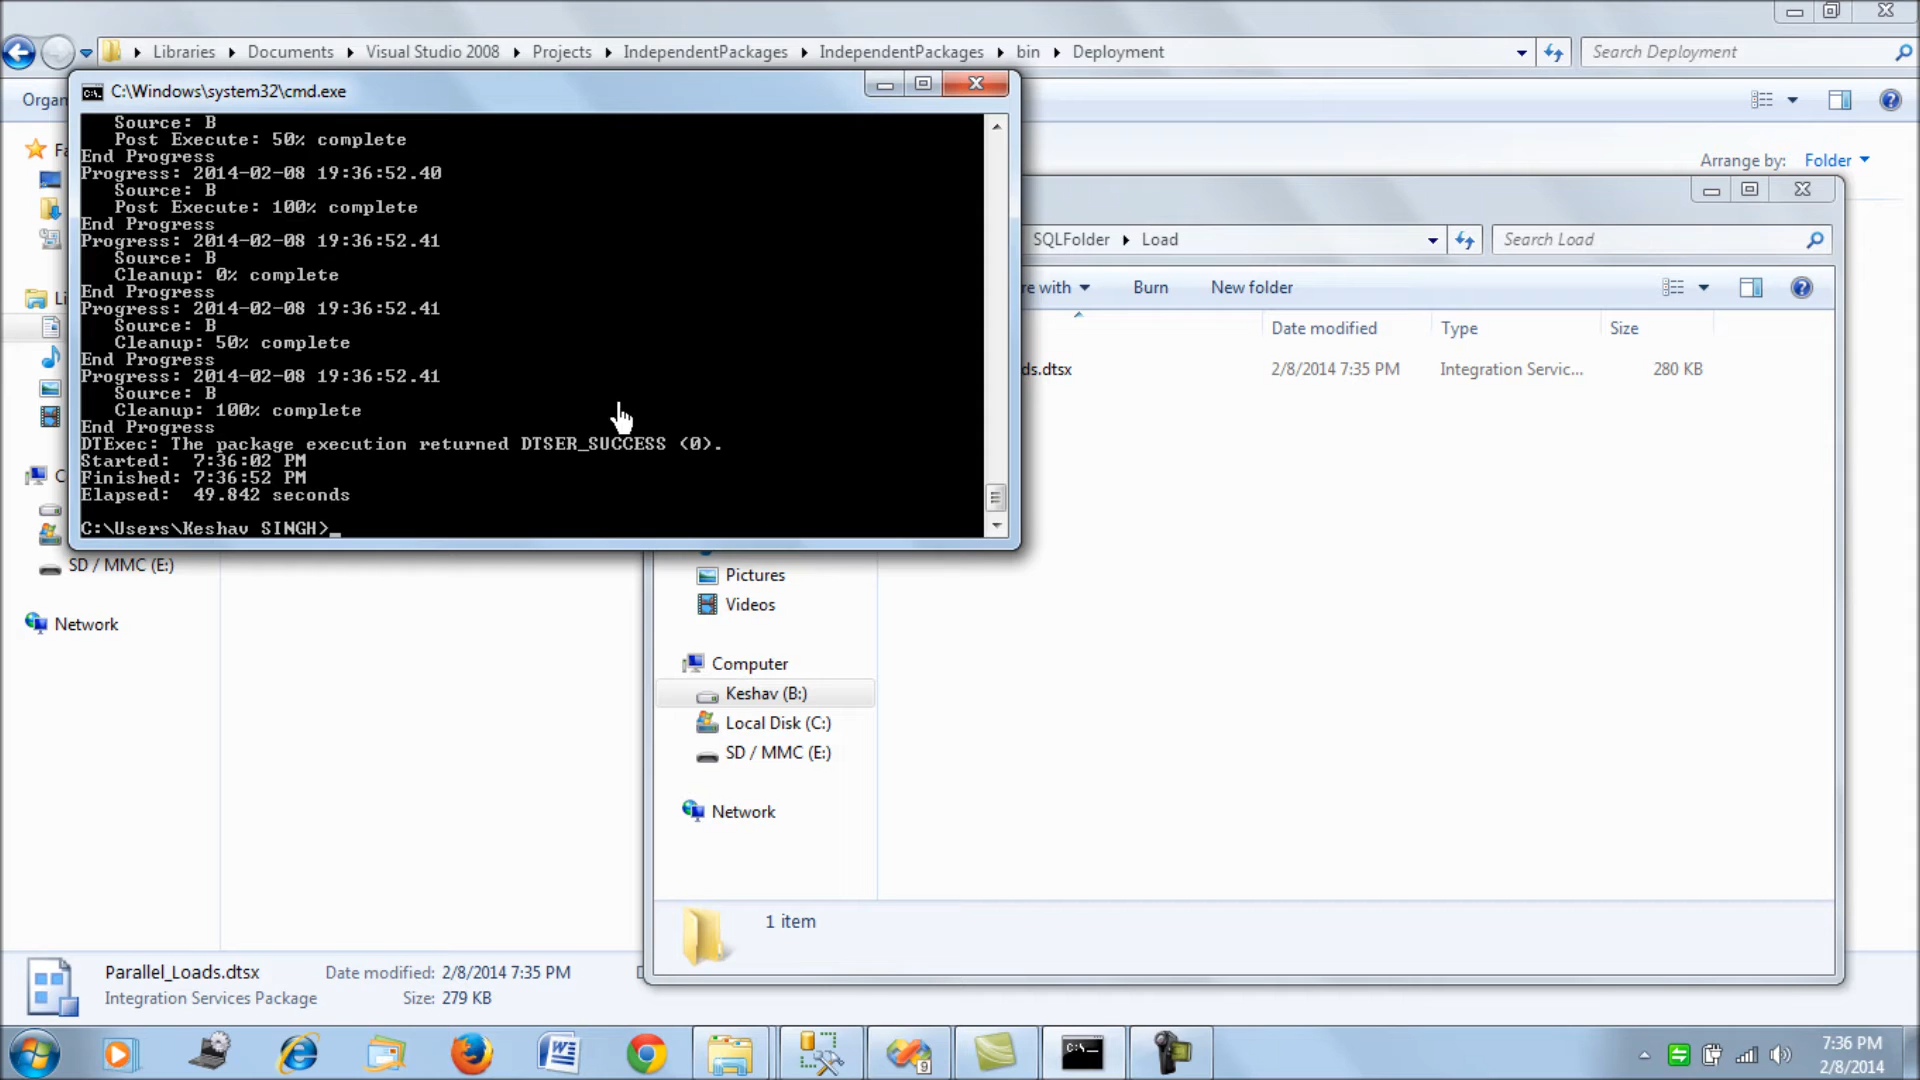 Libraries Documents Visual Studio 2008 Projects IndependentPackages IndependentPackages bin Deployment
Search Deployment
C:\Windows\system32\cmd.exe
Organ
Source: B
Post Execute: 50% complete
End Progress
Progress: 2014-02-08 19:36:52.40
Source: B
Post Execute: 100% complete
End Progress
Progress: 2014-02-08 19:36:52.41
Source: B
Cleanup: 0% complete
End Progress
Progress: 2014-02-08 19:36:52.41
Source: B
Cleanup: 50% complete
End Progress
Progress: 2014-02-08 19:36:52.41
Source: B
Cleanup: 100% complete
End Progress
DTExec: The package execution returned DTSER_SUCCESS (0).
Started: 7:36:02 PM
Finished: 7:36:52 PM
Elapsed: 49.842 seconds
C:\Users\Keshav SINGH>_
Fa
Li
C
SD / MMC (E:)
Network
Arrange by: Folder
SQLFolder Load
Search Load
re with Burn New folder
Date modified Type Size
ds.dtsx 2/8/2014 7:35 PM Integration Servic... 280 KB
Pictures
Videos
Computer
Keshav (B:)
Local Disk (C:)
SD / MMC (E:)
Network
1 item
Parallel_Loads.dtsx Date modified: 2/8/2014 7:35 PM
Integration Services Package Size: 279 KB
9
7:36 PM
2/8/2014